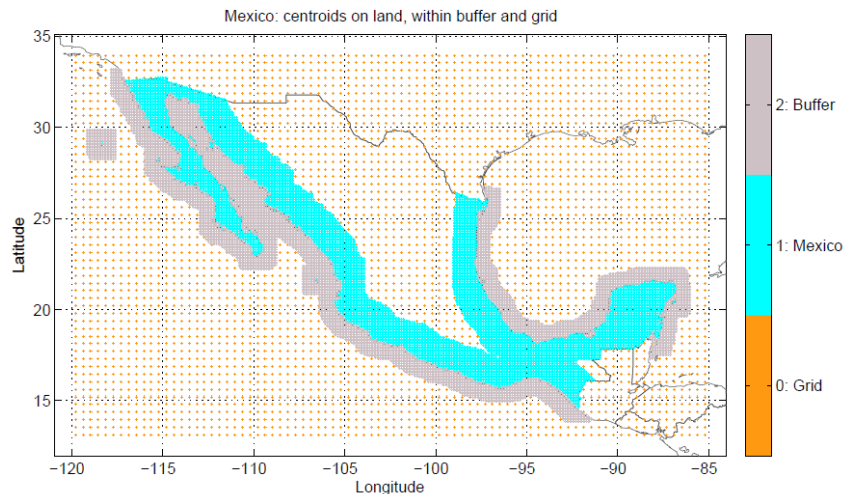 Mexico: centroids on land, within buffer and grid
35
30
25
20
15
Latitude
−120
−115
−110
−105
−100
−95
−90
−85
Longitude
2: Buffer
1: Mexico
0: Grid